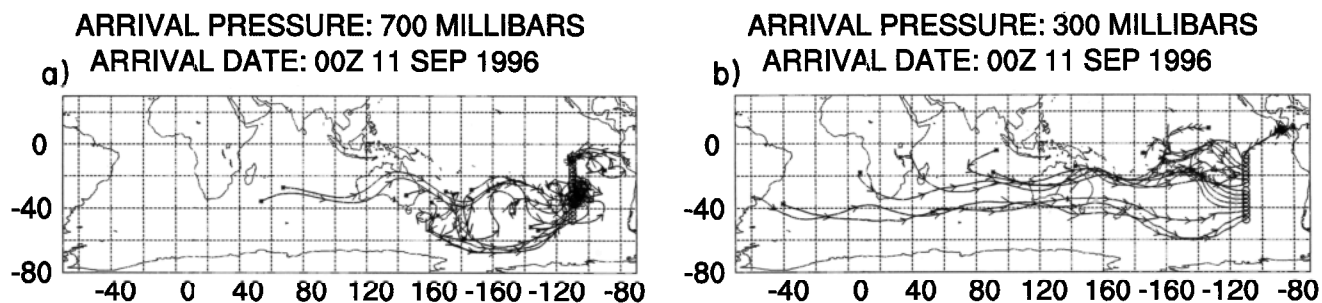 ARRIVAL PRESSURE: 700 MILLIBARS
a) ARRIVAL DATE: 00Z 11 SEP 1996
0
-40
-80
-40 0 40 80 120 160 -160 -120 -80
ARRIVAL PRESSURE: 300 MILLIBARS
b) ARRIVAL DATE: 00Z 11 SEP 1996
0
-40
-80
-40 0 40 80 120 160 -160 -120 -80